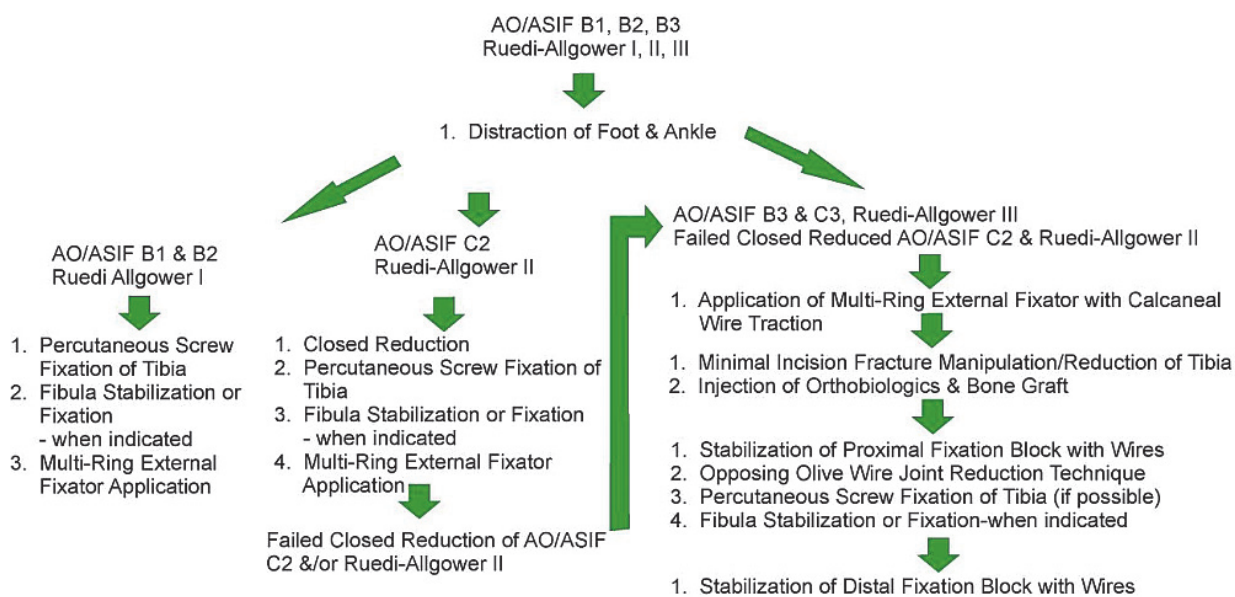 AO/ASIF B1, B2, B3
Ruedi-Allgower I, II, III
1. Distraction of Foot & Ankle
AO/ASIF B1 & B2
Ruedi Allgower I
1. Percutaneous Screw
Fixation of Tibia
2. Fibula Stabilization or
Fixation
- when indicated
3. Multi-Ring External
Fixator Application
AO/ASIF C2
Ruedi-Allgower II
1. Closed Reduction
2. Percutaneous Screw Fixation of
Tibia
3. Fibula Stabilization or Fixation
- when indicated
4. Multi-Ring External Fixator
Application
Failed Closed Reduction of AO/ASIF
C2 &/or Ruedi-Allgower II
AO/ASIF B3 & C3, Ruedi-Allgower III
Failed Closed Reduced AO/ASIF C2 & Ruedi-Allgower II
1. Application of Multi-Ring External Fixator with Calcaneal
Wire Traction
1. Minimal Incision Fracture Manipulation/Reduction of Tibia
2. Injection of Orthobiologics & Bone Graft
1. Stabilization of Proximal Fixation Block with Wires
2. Opposing Olive Wire Joint Reduction Technique
3. Percutaneous Screw Fixation of Tibia (if possible)
4. Fibula Stabilization or Fixation-when indicated
1. Stabilization of Distal Fixation Block with Wires